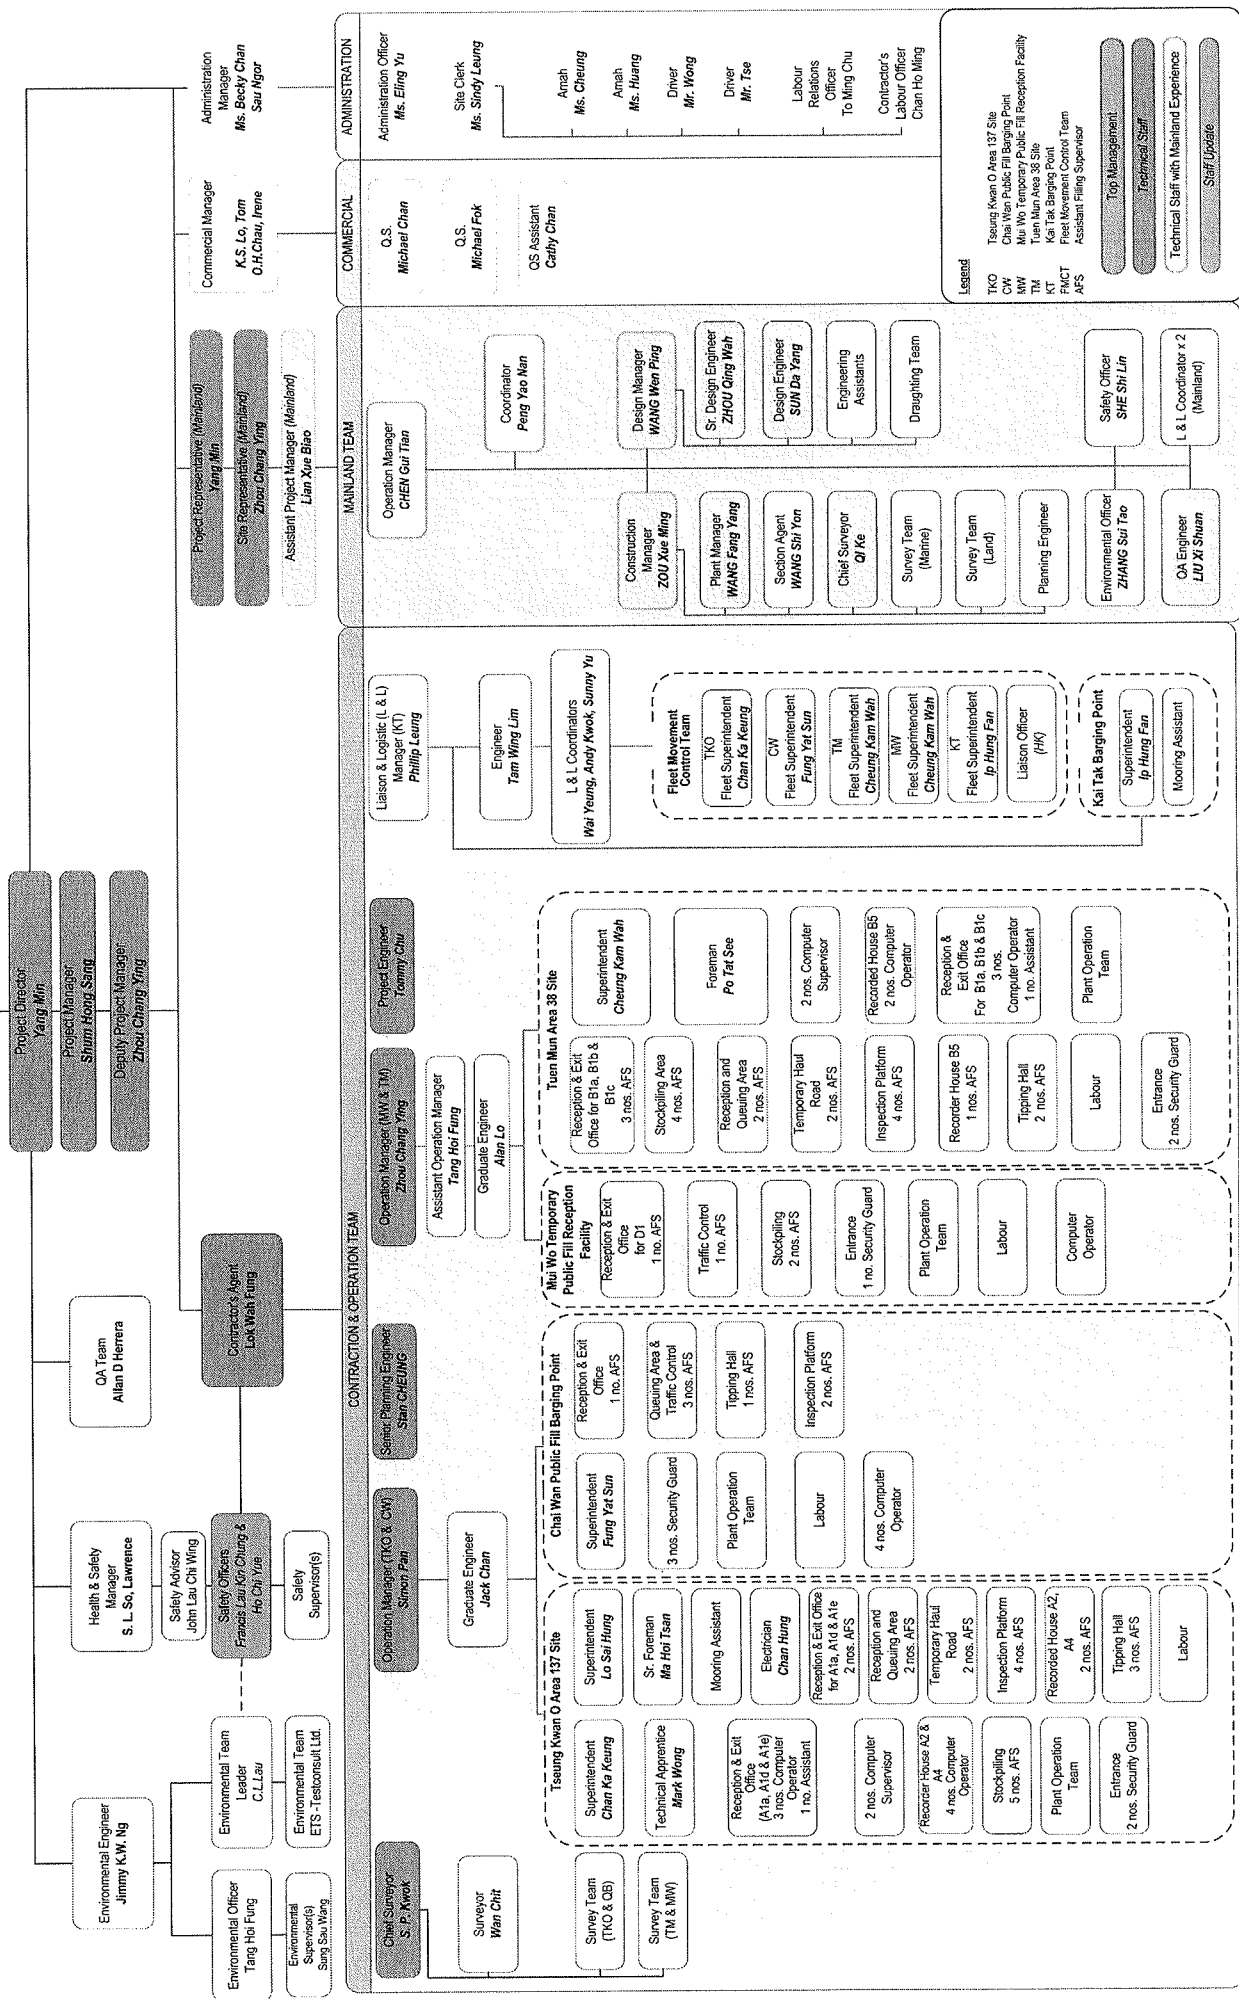 Project Director
Yang Min
Project Manager
Shum Hong Sang
Deputy Project Manager
Zhou Chang Ying
Environmental Engineer
Jimmy K.W. Ng
Health & Safety
Manager
S. L. So, Lawrence
QA Team
Allan D Herrera
Administration
Manager
Ms. Becky Chan
Sau Ngor
Commercial Manager
K.S. Lo, Tom
O.H.Chau, Irene
Project Representative (Mainland)
Yang Min
Site Representative (Mainland)
Zhou Chang Ying
Assistant Project Manager (Mainland)
Lian Xue Biao
Safety Advisor
John Lau Chi Wing
Safety Officers
Francis Lau Kin Chung &
Ho Chi Yue
Safety
Supervisor(s)
Contractor's Agent
Lok Wah Fung
Environmental Officer
Tang Hoi Fung
Environmental
Supervisor(s)
Sung Sau Wang
Environmental Team
Leader
C.L.Lau
Environmental Team
ETS -Testconsult Ltd.
CONTRACTION & OPERATION TEAM
Chief Surveyor
S. P. Kwok
Surveyor
Wan Chit
Survey Team
(TKO & QB)
Survey Team
(TM & MW)
Operation Manager (TKO & CW)
Simon Pan
Graduate Engineer
Jack Chan
Senior Planning Engineer
Stan CHEUNG
Operation Manager (MW & TM)
Zhou Chang Ying
Assistant Operation Manager
Tang Hoi Fung
Graduate Engineer
Alan Lo
Project Engineer
Tommy Chu
Tseung Kwan O Area 137 Site
Superintendent
Chan Ka Keung
Technical Apprentice
Mark Wong
Reception & Exit
Office
(A1a, A1d & A1e)
3 nos. Computer
Operator
1 no. Assistant
2 nos. Computer
Supervisor
Recorder House A2 &
A4
4 nos. Computer
Operator
Stockpiling
5 nos. AFS
Plant Operation
Team
Entrance
2 nos. Security Guard
Superintendent
Lo Sai Hung
Sr. Foreman
Ma Hoi Tsan
Mooring Assistant
Electrician
Chan Hung
Reception & Exit Office
for A1a, A1d & A1e
2 nos. AFS
Reception and
Queuing Area
2 nos. AFS
Temporary Haul
Road
2 nos. AFS
Inspection Platform
4 nos. AFS
Recorded House A2,
A4
2 nos. AFS
Tipping Hall
3 nos. AFS
Labour
Chai Wan Public Fill Barging Point
Superintendent
Fung Yat Sun
3 nos. Security Guard
Plant Operation
Team
Labour
4 nos. Computer
Operator
Reception & Exit
Office
1 no. AFS
Queuing Area &
Traffic Control
3 nos. AFS
Tipping Hall
1 nos. AFS
Inspection Platform
2 nos. AFS
Mui Wo Temporary
Public Fill Reception
Facility
Reception & Exit
Office
for D1
1 no. AFS
Traffic Control
1 no. AFS
Stockpiling
2 nos. AFS
Entrance
1 no. Security Guard
Plant Operation
Team
Labour
Computer
Operator
Tuen Mun Area 38 Site
Reception & Exit
Office for B1a, B1b &
B1c
3 nos. AFS
Stockpiling Area
4 nos. AFS
Reception and
Queuing Area
2 nos. AFS
Temporary Haul
Road
2 nos. AFS
Inspection Platform
4 nos. AFS
Recorder House B5
1 nos. AFS
Tipping Hall
2 nos. AFS
Labour
Entrance
2 nos. Security Guard
Superintendent
Cheung Kam Wah
Foreman
Po Tat See
2 nos. Computer
Supervisor
Recorded House B5
2 nos. Computer
Operator
Reception &
Exit Office
For B1a, B1b & B1c
3 nos.
Computer Operator
1 no. Assistant
Plant Operation
Team
Liaison & Logistic (L & L)
Manager (KT)
Phillip Leung
Engineer
Tam Wing Lim
L & L Coordinators
Wai Yeung, Andy Kwok, Sunny Yu
Fleet Movement
Control Team
TKO
Fleet Superintendent
Chan Ka Keung
CW
Fleet Superintendent
Fung Yat Sun
TM
Fleet Superintendent
Cheung Kam Wah
MW
Fleet Superintendent
Cheung Kam Wah
KT
Fleet Superintendent
Ip Hung Fan
Liaison Officer
(HK)
Kai Tak Barging Point
Superintendent
Ip Hung Fan
Mooring Assistant
MAINLAND TEAM
Operation Manager
CHEN Gui Tian
Coordinator
Peng Yao Nan
Construction
Manager
ZOU Xue Ming
Plant Manager
WANG Fang Yang
Section Agent
WANG Shi Yon
Chief Surveyor
QI Ke
Survey Team
(Marine)
Survey Team
(Land)
Planning Engineer
Environmental Officer
ZHANG Sui Tao
QA Engineer
LIU Xi Shuan
Design Manager
WANG Wen Ping
Sr. Design Engineer
ZHOU Qing Wah
Design Engineer
SUN Da Yang
Engineering
Assistants
Draughting Team
Safety Officer
SHE Shi Lin
L & L Coordinator x 2
(Mainland)
COMMERCIAL
Q.S.
Michael Chan
Q.S.
Michael Fok
QS Assistant
Cathy Chan
ADMINISTRATION
Administration Officer
Ms. Eling Yu
Site Clerk
Ms. Sindy Leung
Amah
Ms. Cheung
Amah
Ms. Huang
Driver
Mr. Wong
Driver
Mr. Tse
Labour
Relations
Officer
To Ming Chu
Contractor's
Labour Officer
Chan Ho Ming
Legend
TKO Tseung Kwan O Area 137 Site
CW Chai Wan Public Fill Barging Point
MW Mui Wo Temporary Public Fill Reception Facility
TM Tuen Mun Area 38 Site
KT Kai Tak Barging Point
FMCT Fleet Movement Control Team
AFS Assistant Filling Supervisor
Top Management
Technical Staff
Technical Staff with Mainland Experience
Staff Update